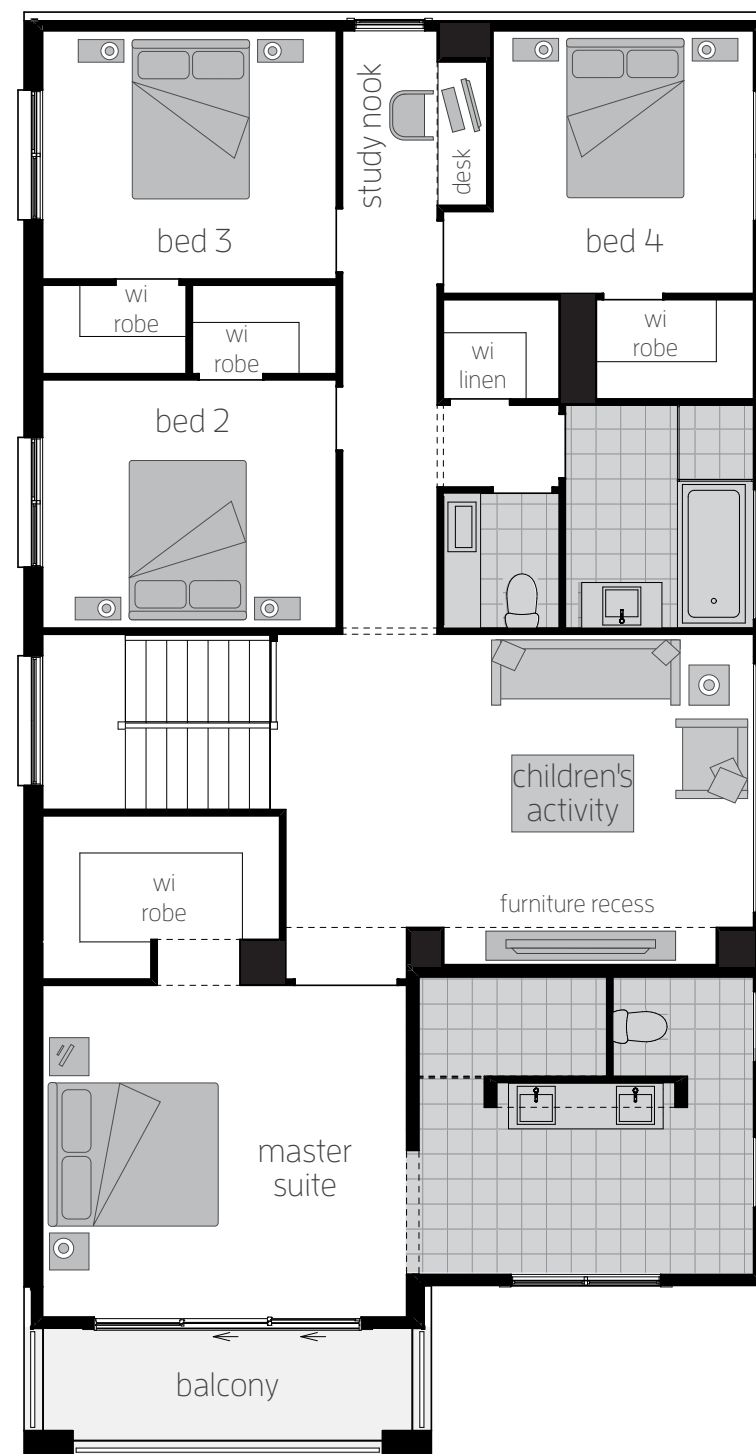 study nook
desk
bed 3
bed 4
wi
robe
wi
robe
wi
linen
wi
robe
bed 2
children's
activity
wi
robe
furniture recess
master
suite
balcony